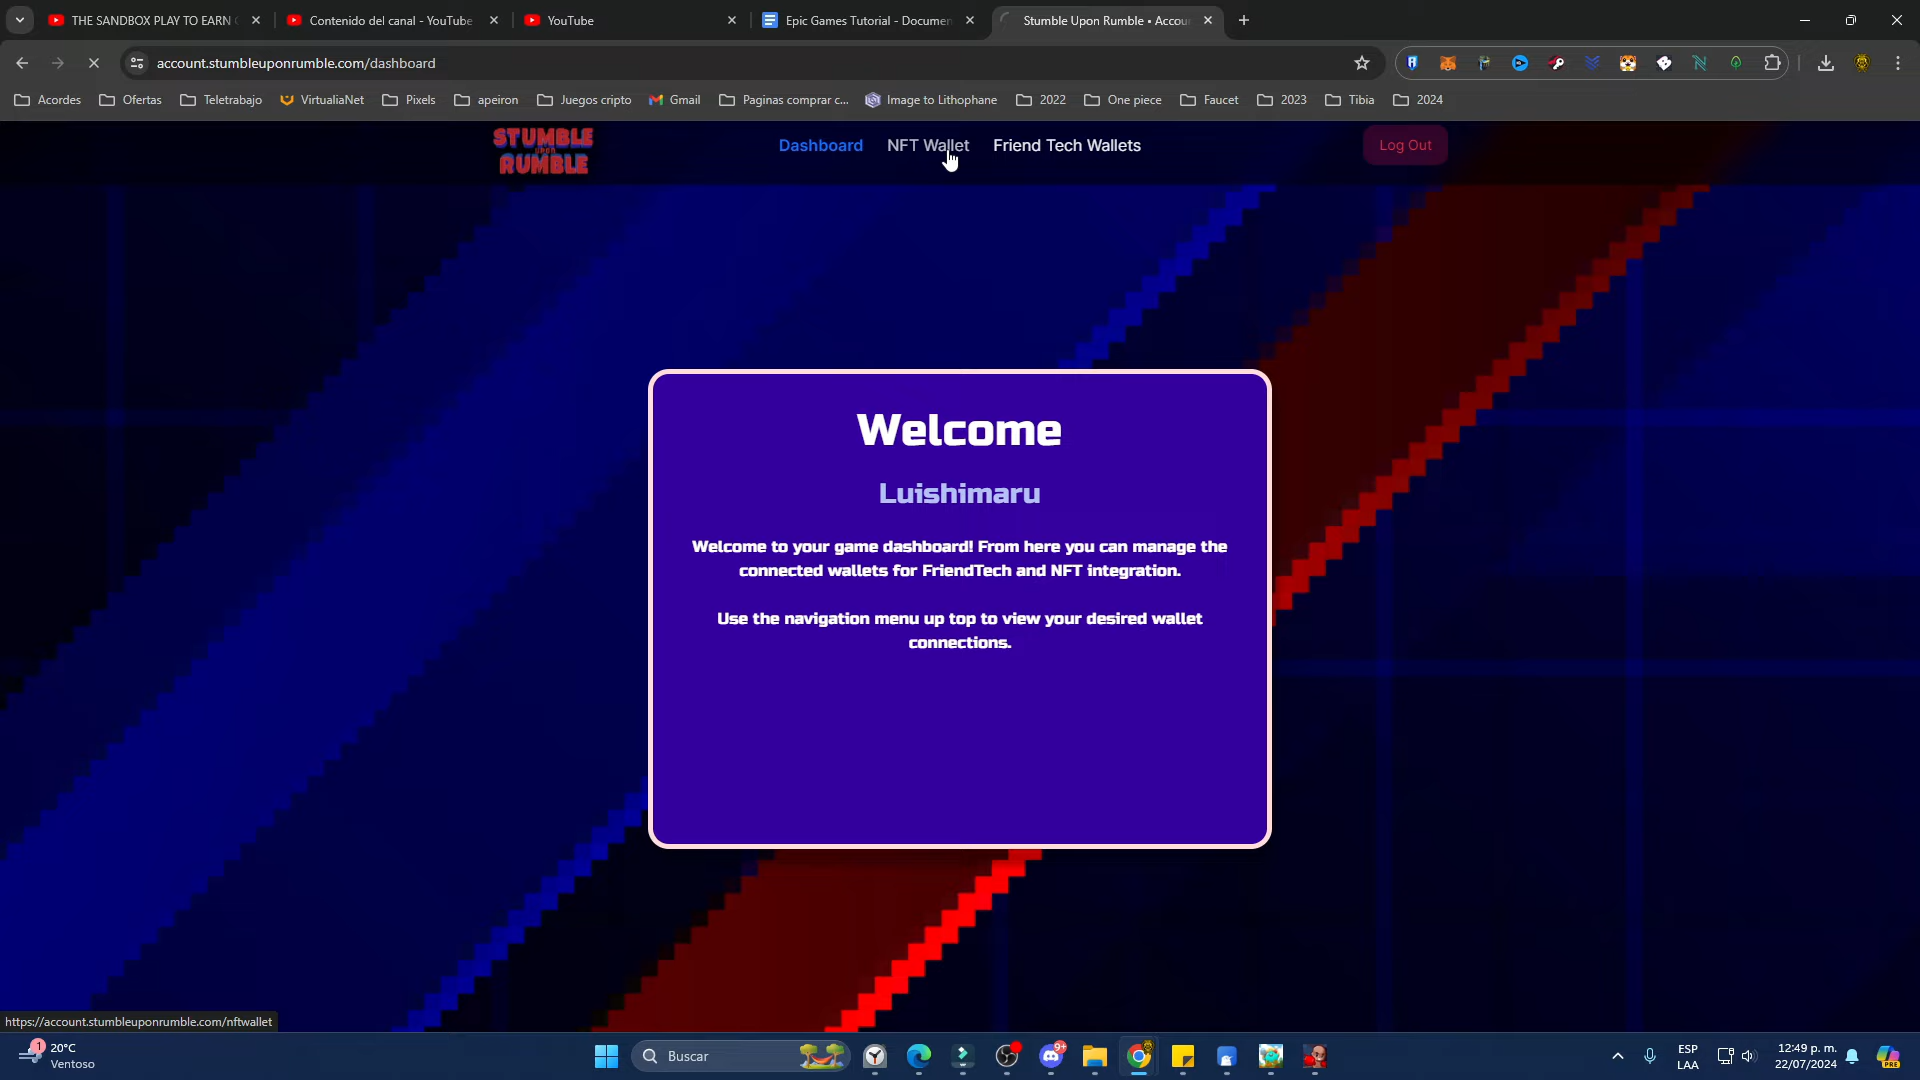 THE SANDBOX PLAY TO EARN
Contenido del canal - YouTube
YouTube
Epic Games Tutorial - Documen
Stumble Upon Rumble • Accou
account.stumbleuponrumble.com/dashboard
Acordes
Ofertas
Teletrabajo
VirtualiaNet
Pixels
apeiron
Juegos cripto
Gmail
Paginas comprar c...
Image to Lithophane
2022
One piece
Faucet
2023
Tibia
2024
STUMBLE
UPON
RUMBLE
Dashboard
NFT Wallet
Friend Tech Wallets
Log Out
Welcome
Luishimaru
Welcome to your game dashboard! From here you can manage the
connected wallets for FriendTech and NFT integration.
Use the navigation menu up top to view your desired wallet
connections.
https://account.stumbleuponrumble.com/nftwallet
1
20°C
Ventoso
Buscar
9+
ESP
LAA
12:49 p. m.
22/07/2024
PRE